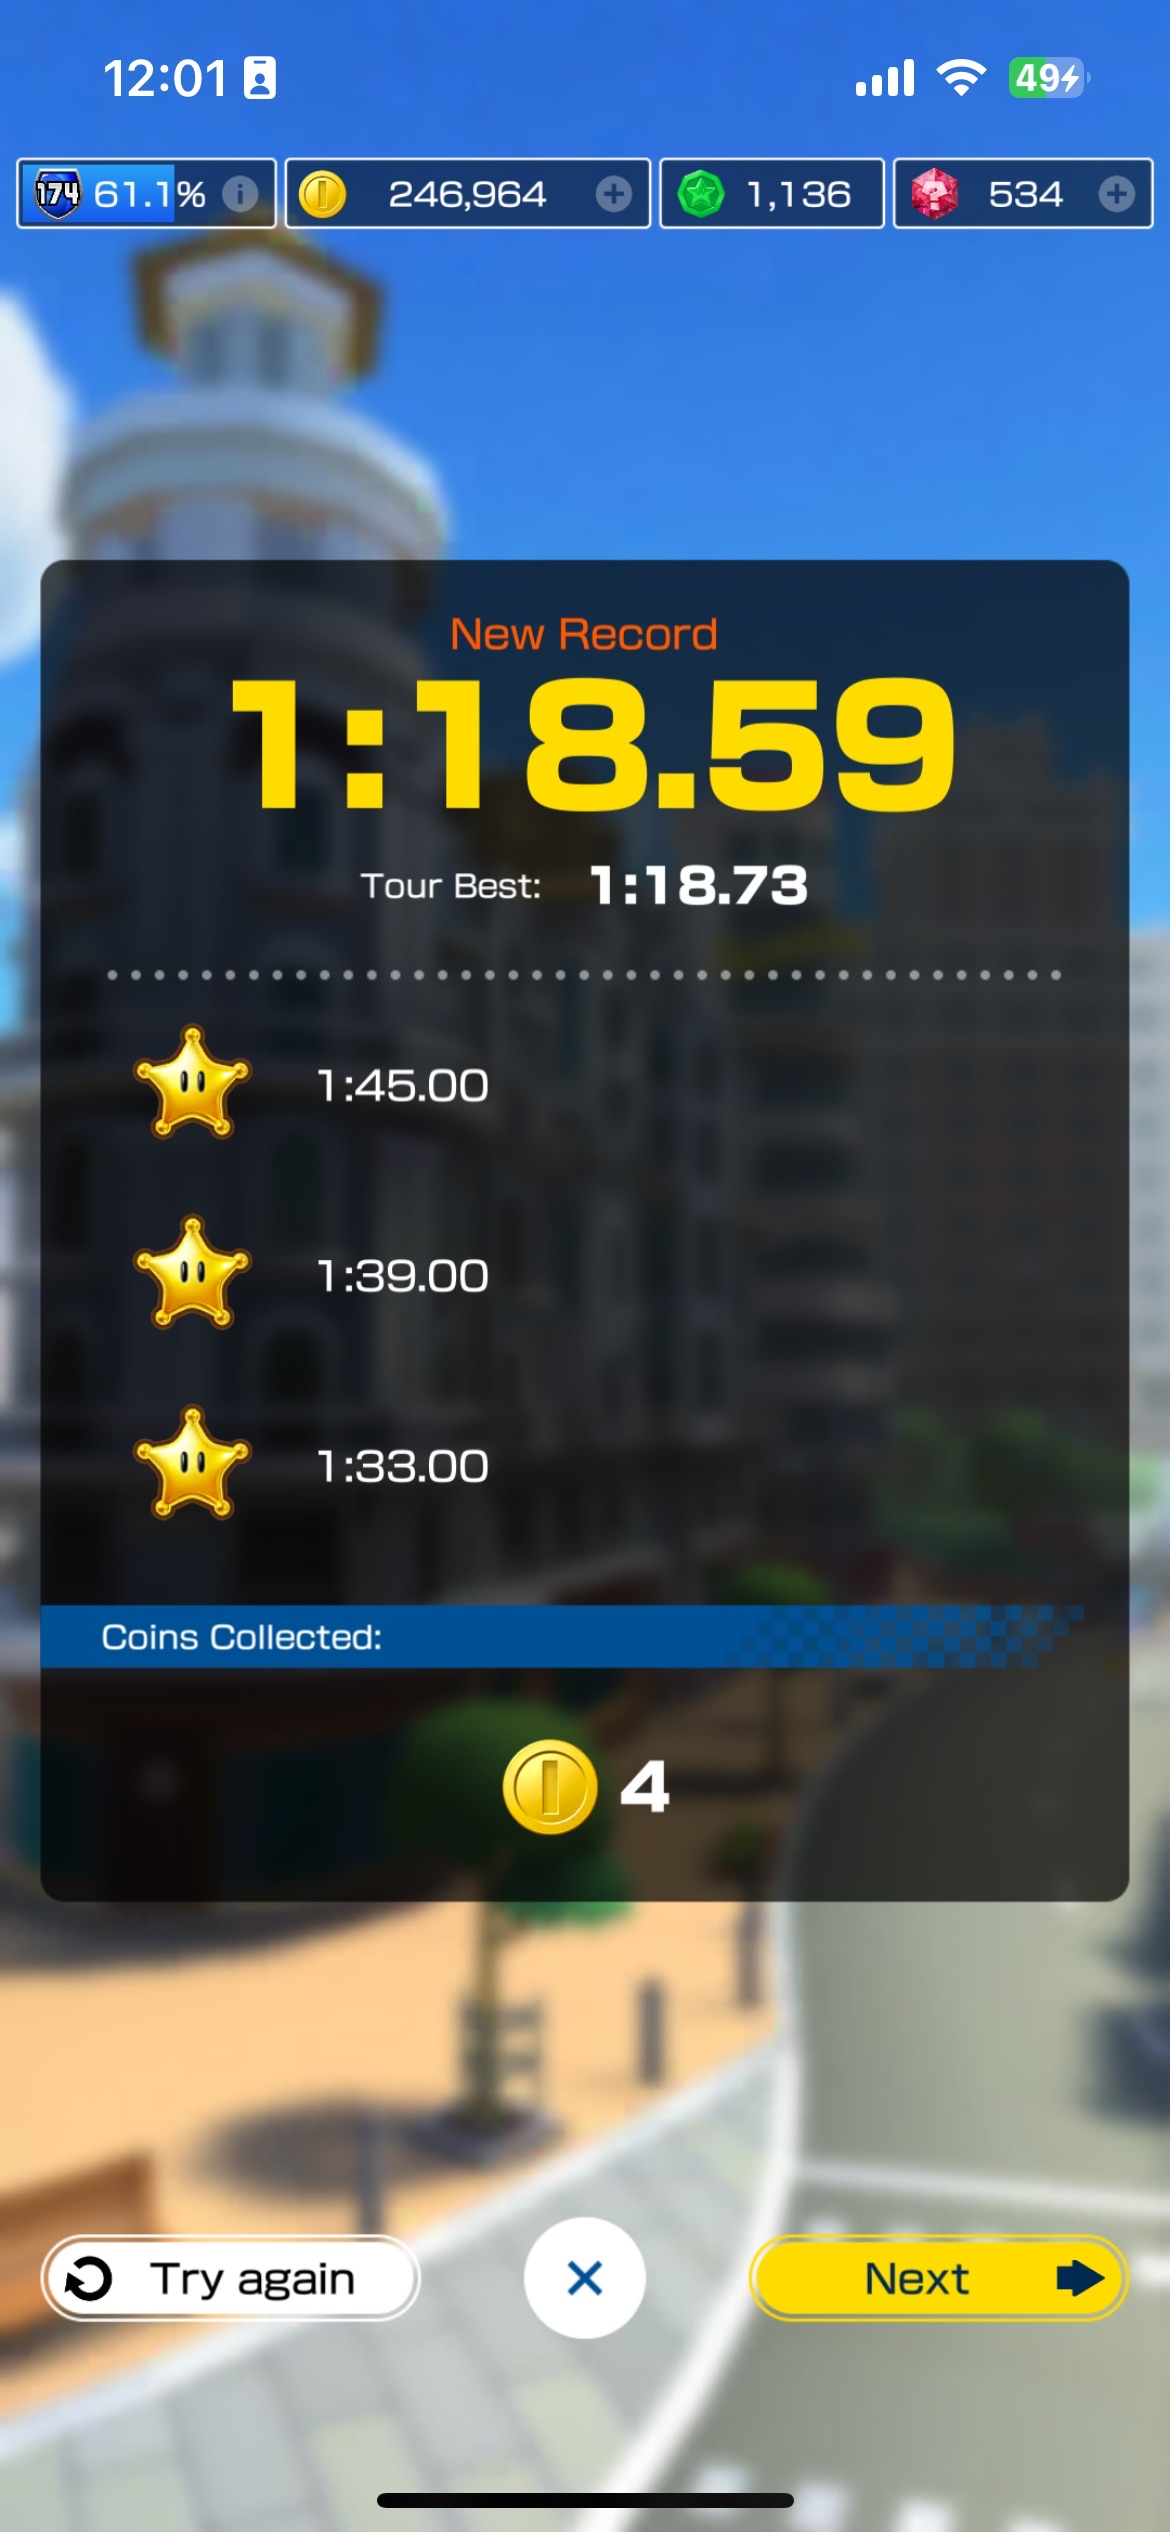 12:01 49
174 61.1% i 246,964 + 1,136 534 +
New Record
1:18.59
Tour Best: 1:18.73
1:45.00
1:39.00
1:33.00
Coins Collected:
4
Try again × Next